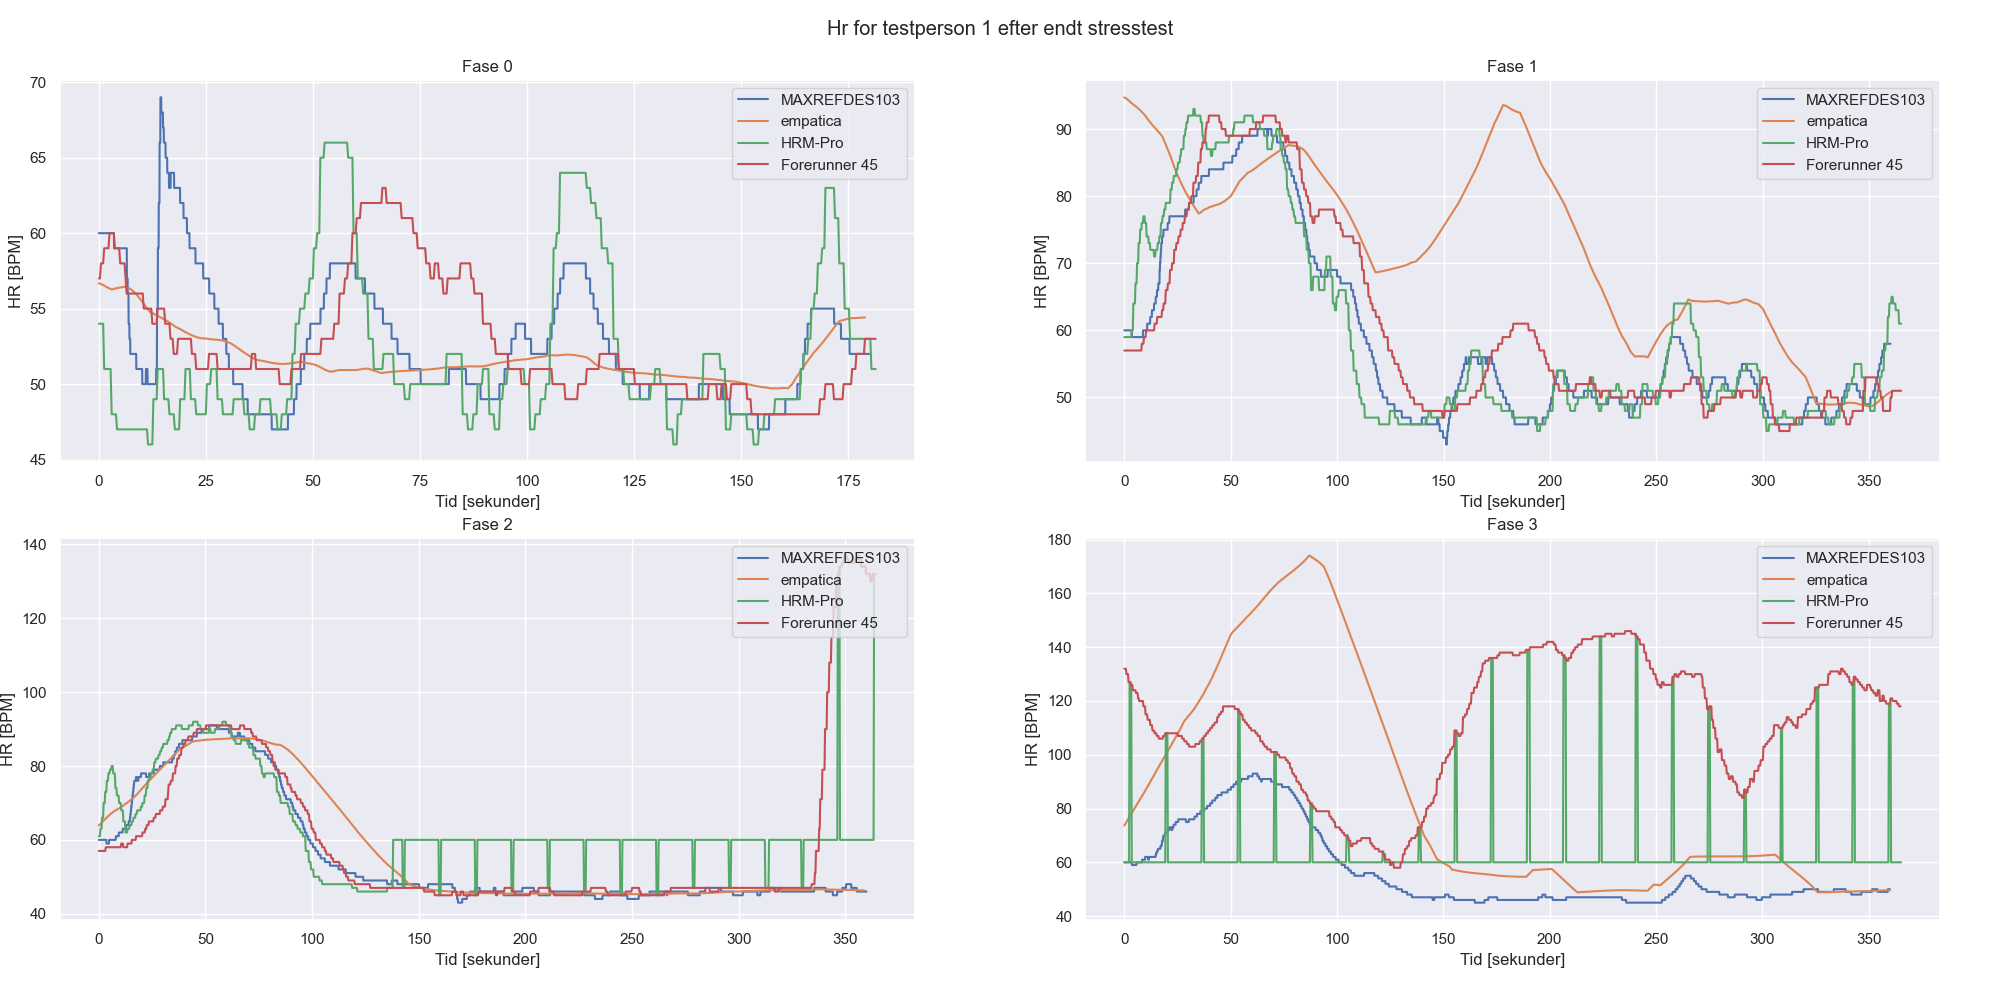 Hr for testperson 1 efter endt stresstest
Fase 0
70
65
60
55
50
45
HR [BPM]
MAXREFDES103
empatica
HRM-Pro
Forerunner 45
0 25 50 75 100 125 150 175
Tid [sekunder]
Fase 1
90
80
70
60
50
HR [BPM]
MAXREFDES103
empatica
HRM-Pro
Forerunner 45
0 50 100 150 200 250 300 350
Tid [sekunder]
Fase 2
140
120
100
80
60
40
HR [BPM]
MAXREFDES103
empatica
HRM-Pro
Forerunner 45
0 50 100 150 200 250 300 350
Tid [sekunder]
Fase 3
180
160
140
120
100
80
60
40
HR [BPM]
MAXREFDES103
empatica
HRM-Pro
Forerunner 45
0 50 100 150 200 250 300 350
Tid [sekunder]